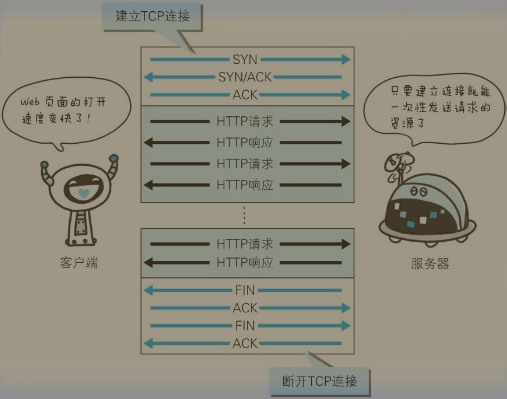 建立TCP连接
SYN
SYN/ACK
ACK
Web 页面的打开
速度变快了！
只要建立连接就能
一次性发送请求的
资源了
HTTP请求
HTTP响应
HTTP请求
HTTP响应
HTTP请求
HTTP响应
客户端
服务器
FIN
ACK
FIN
ACK
断开TCP连接